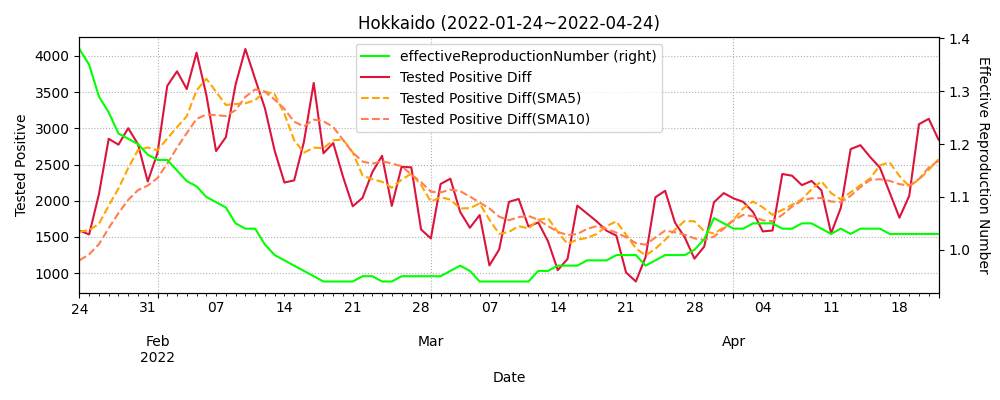 Hokkaido (2022-01-24~2022-04-24)
effectiveReproductionNumber (right)
Tested Positive Diff
Tested Positive Diff(SMA5)
Tested Positive Diff(SMA10)
Tested Positive
4000
3500
3000
2500
2000
1500
1000
1.4
1.3
1.2
1.1
1.0
Effective Reproduction Number
24 31 07 14 21 28 07 14 21 28 04 11 18
Feb Mar Apr
2022
Date